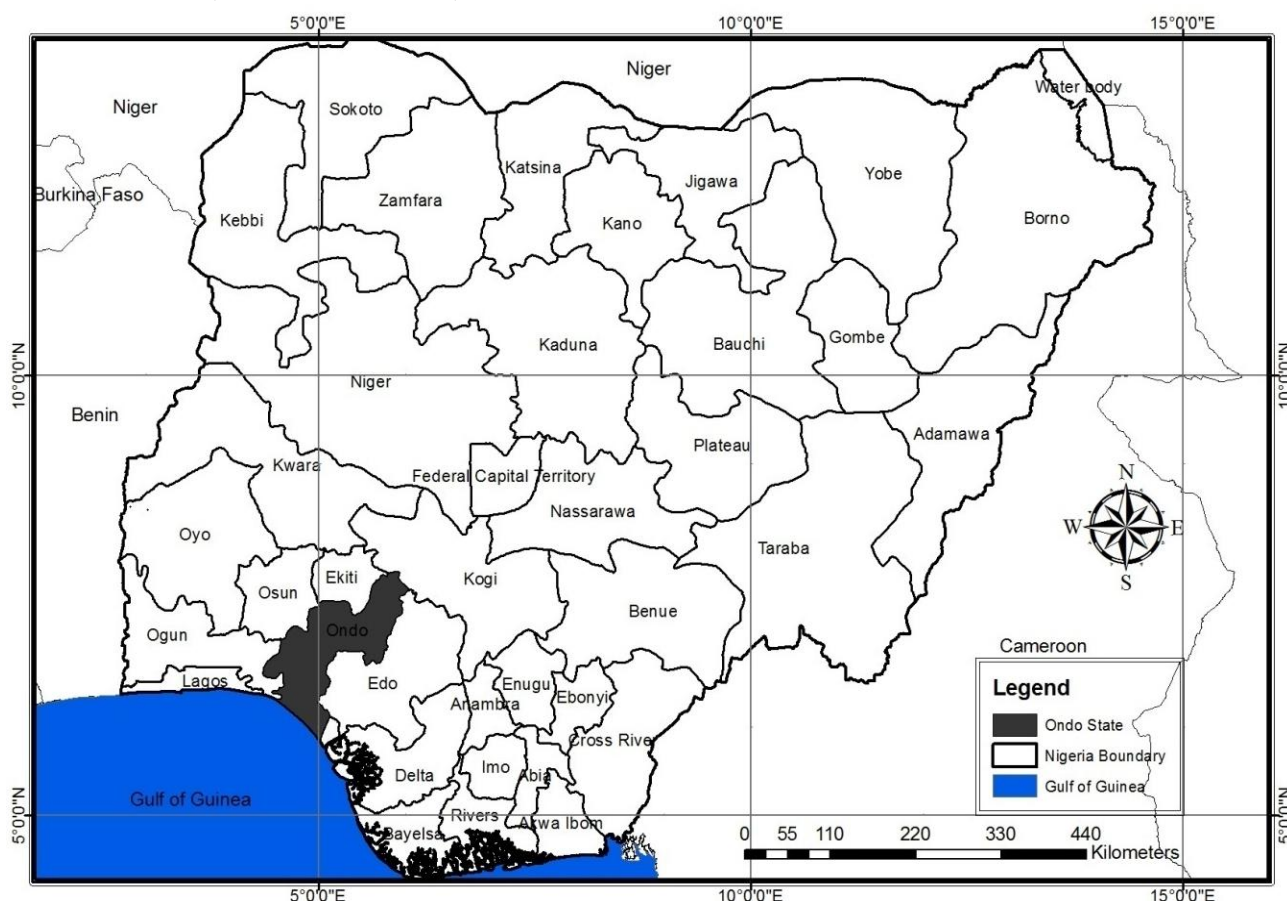 5°0'0"E
10°0'0"E
15°0'0"E
Niger
Niger
Water body
Sokoto
Katsina
Jigawa
Yobe
Burkina Faso
Zamfara
Kebbi
Kano
Borno
Kaduna
Bauchi
Gombe
Niger
10°0'0"N
10°0'0"N
Benin
Plateau
Adamawa
Kwara
Federal Capital Territory
Nassarawa
N
W
E
S
Oyo
Taraba
Ekiti
Kogi
Osun
Benue
Ogun
Ondo
Cameroon
Lagos
Edo
Enugu
Ebonyi
Anambra
Legend
Ondo State
Nigeria Boundary
Gulf of Guinea
Cross River
Delta
Imo
Abia
Gulf of Guinea
Rivers
Akwa Ibom
Bayelsa
5°0'0"N
5°0'0"N
0 55 110 220 330 440
Kilometers
5°0'0"E
10°0'0"E
15°0'0"E